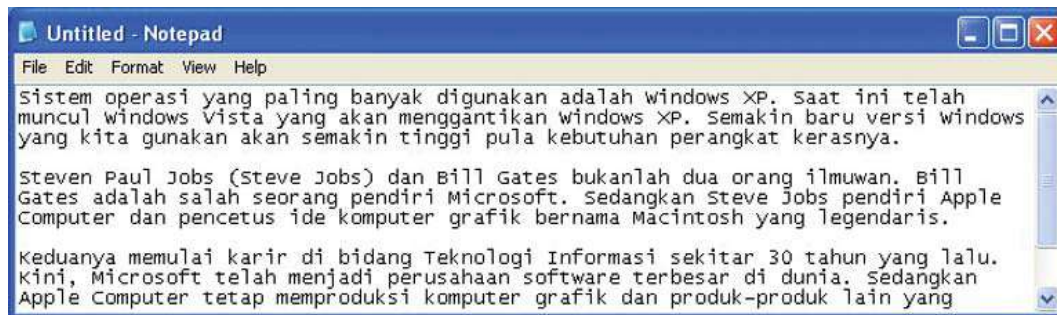 Untitled - Notepad
File Edit Format View Help
Sistem operasi yang paling banyak digunakan adalah Windows XP. Saat ini telah
muncul Windows Vista yang akan menggantikan Windows XP. Semakin baru versi Windows
yang kita gunakan akan semakin tinggi pula kebutuhan perangkat kerasnya.
Steven Paul Jobs (Steve Jobs) dan Bill Gates bukanlah dua orang ilmuwan. Bill
Gates adalah salah seorang pendiri Microsoft. Sedangkan Steve Jobs pendiri Apple
Computer dan pencetus ide komputer grafik bernama Macintosh yang legendaris.
Keduanya memulai karir di bidang Teknologi Informasi sekitar 30 tahun yang lalu.
Kini, Microsoft telah menjadi perusahaan software terbesar di dunia. Sedangkan
Apple Computer tetap memproduksi komputer grafik dan produk-produk lain yang